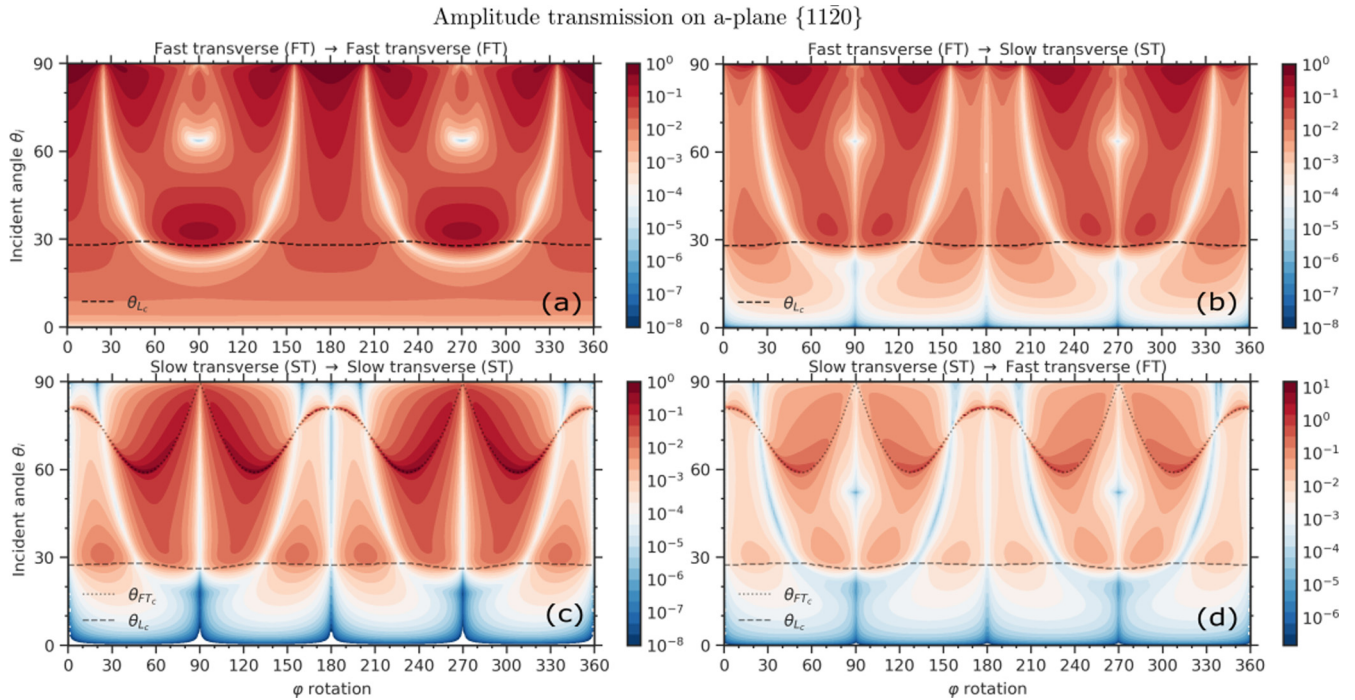 Amplitude transmission on a-plane {112̄0}
Fast transverse (FT) → Fast transverse (FT)
Fast transverse (FT) → Slow transverse (ST)
Incident angle θi
90
60
30
0
0 30 60 90 120 150 180 210 240 270 300 330 360
θLc
(a)
10^0
10^-1
10^-2
10^-3
10^-4
10^-5
10^-6
10^-7
10^-8
90
60
30
0
0 30 60 90 120 150 180 210 240 270 300 330 360
θLc
(b)
10^0
10^-1
10^-2
10^-3
10^-4
10^-5
10^-6
10^-7
10^-8
Slow transverse (ST) → Slow transverse (ST)
Slow transverse (ST) → Fast transverse (FT)
Incident angle θi
90
60
30
0
0 30 60 90 120 150 180 210 240 270 300 330 360
φ rotation
θFTc
θLc
(c)
10^0
10^-1
10^-2
10^-3
10^-4
10^-5
10^-6
10^-7
10^-8
90
60
30
0
0 30 60 90 120 150 180 210 240 270 300 330 360
φ rotation
θFTc
θLc
(d)
10^1
10^0
10^-1
10^-2
10^-3
10^-4
10^-5
10^-6